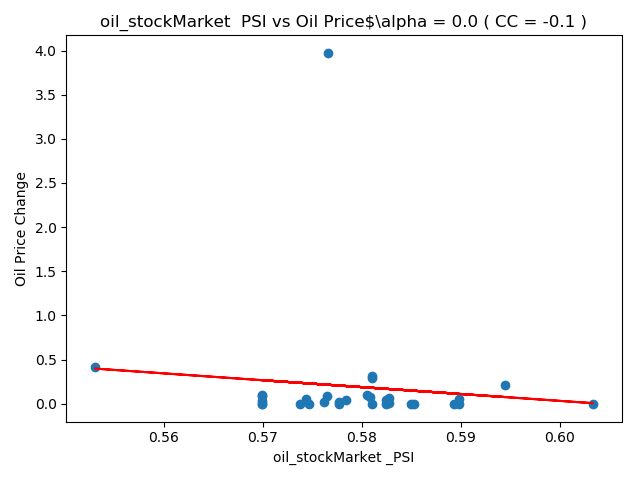 oil_stockMarket  PSI vs Oil Price$\alpha = 0.0 ( CC = -0.1 )
4.0
3.5
3.0
2.5
2.0
1.5
1.0
0.5
0.0
Oil Price Change
0.56 0.57 0.58 0.59 0.60
oil_stockMarket _PSI